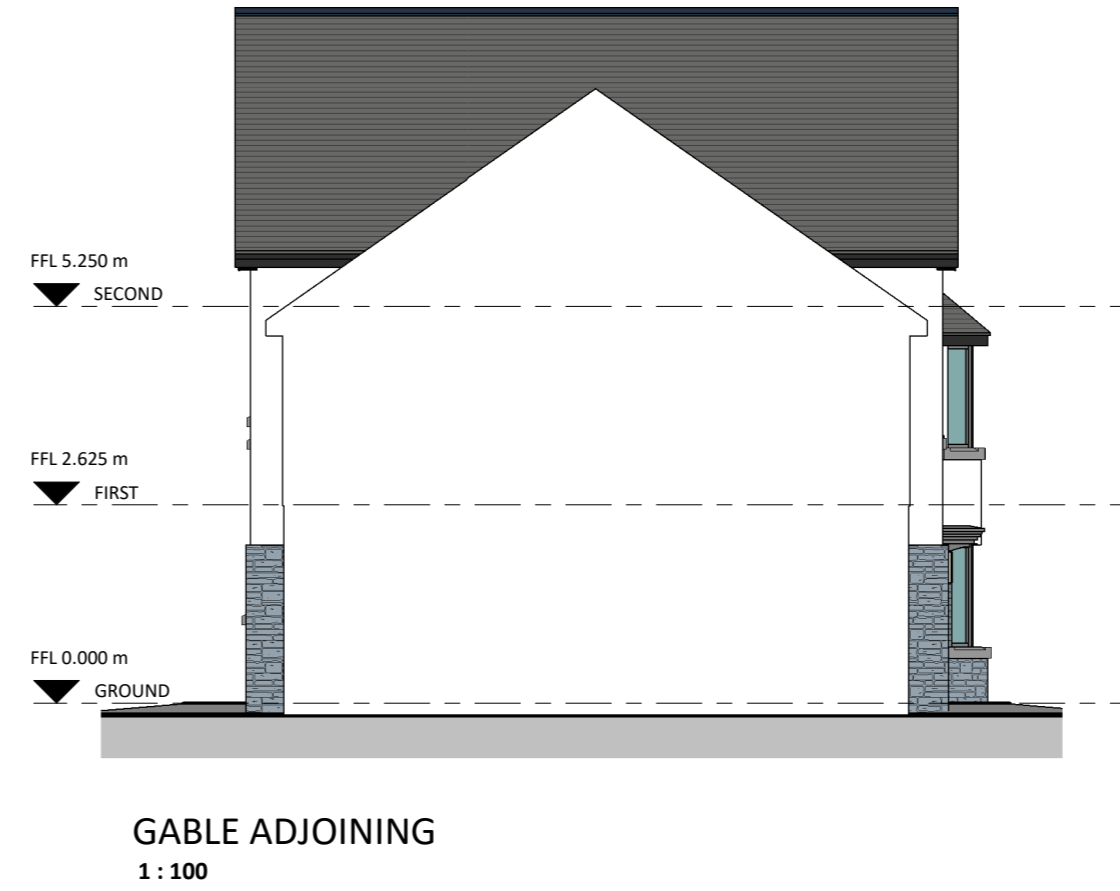 FFL 5.250 m
SECOND
FFL 2.625 m
FIRST
FFL 0.000 m
GROUND
GABLE ADJOINING
1 : 100